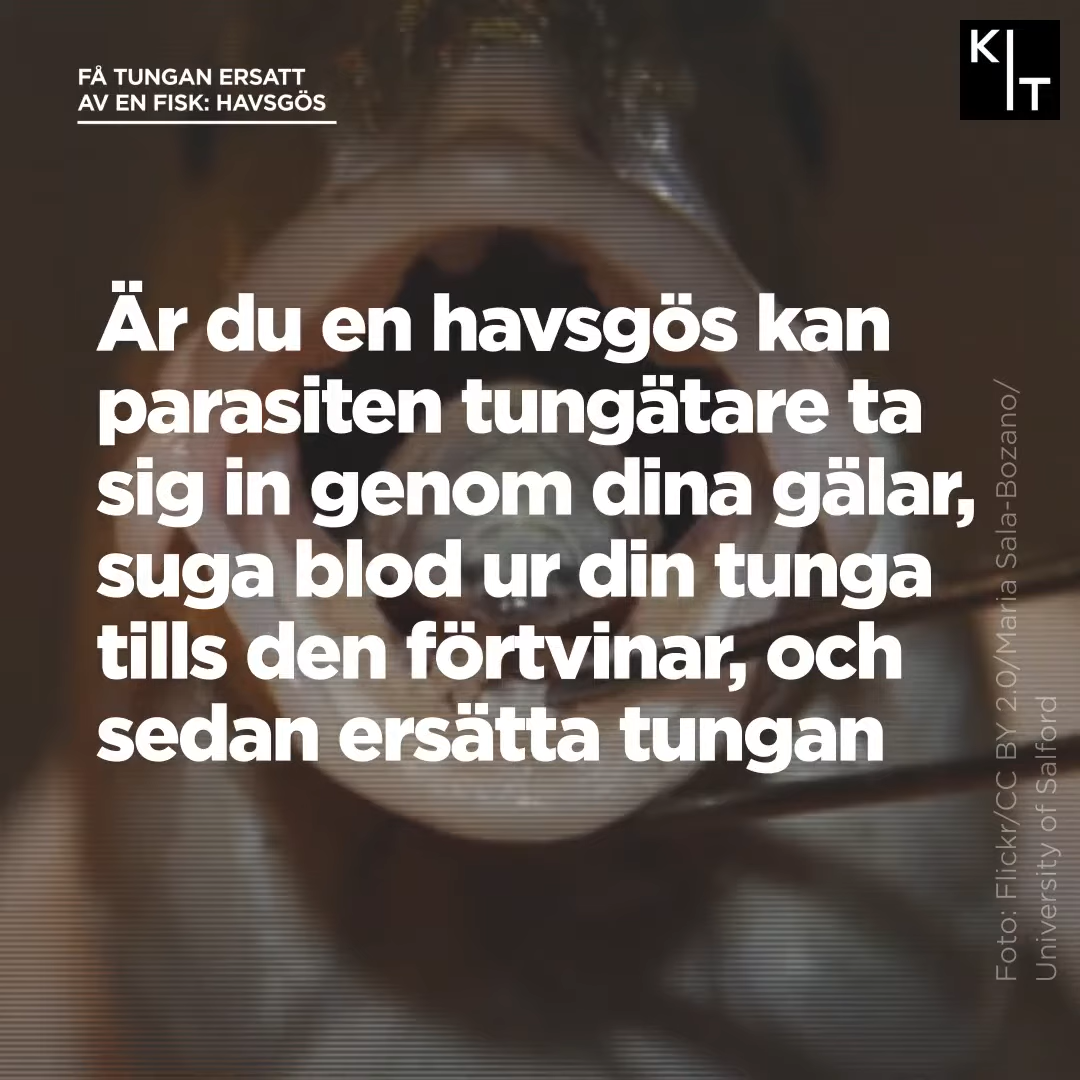 FÅ TUNGAN ERSATT
AV EN FISK: HAVSGÖS
K|T
Är du en havsgös kan
parasiten tungätare ta
sig in genom dina gälar,
suga blod ur din tunga
tills den förtvinar, och
sedan ersätta tungan
Foto: Flickr/CC BY 2.0/Maria Sala-Bozano/
University of Salford